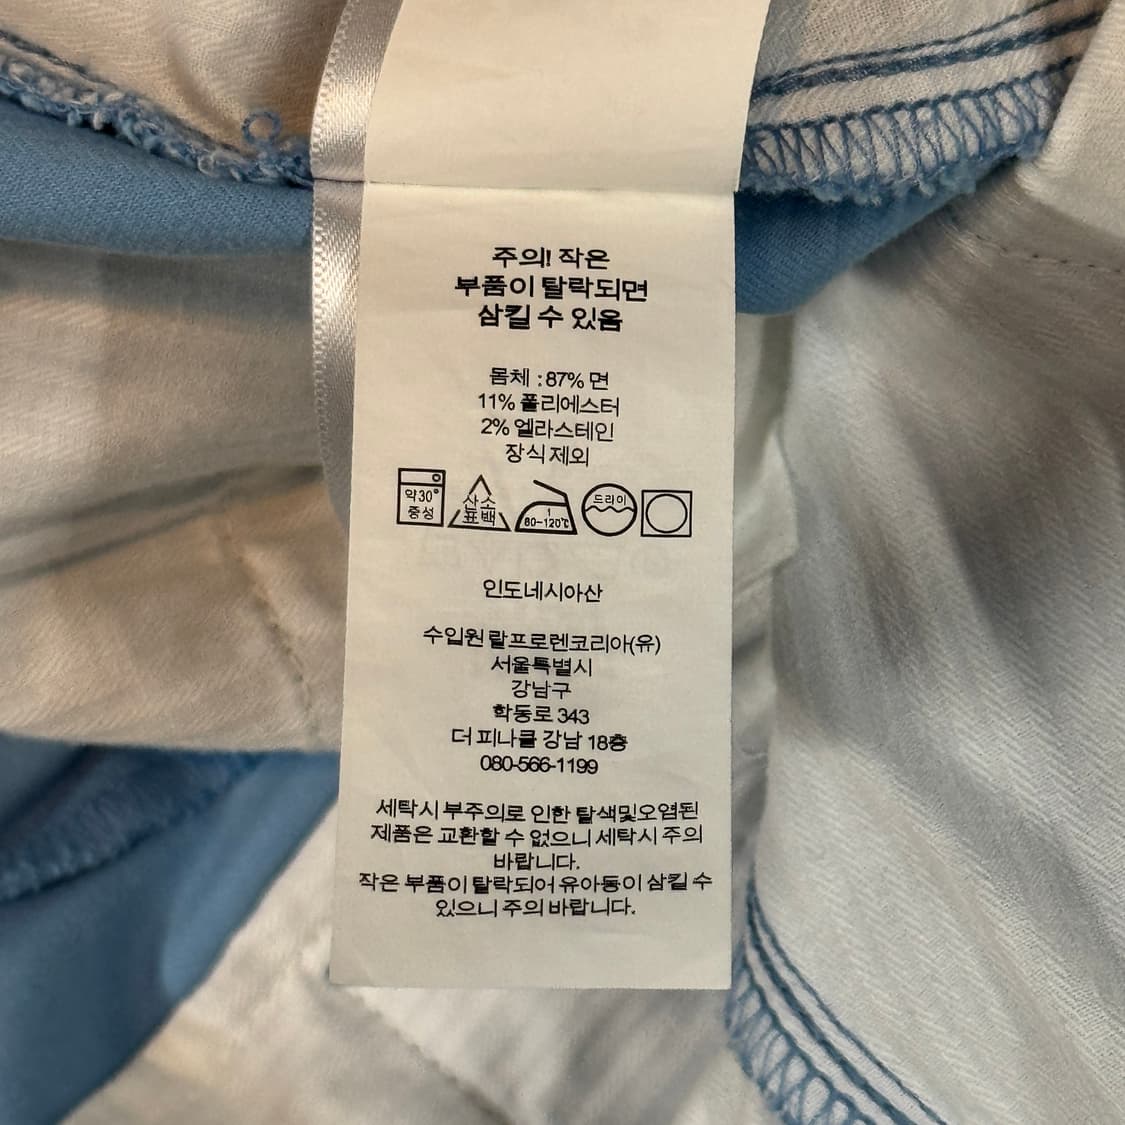 주의! 작은
부품이 탈락되면
삼킬 수 있음
몸체 : 87% 면
11% 폴리에스터
2% 엘라스테인
장식 제외
약30°
중성
산소
표백
1
80-120℃
드라이
인도네시아산
수입원 랄프로렌코리아(유)
서울특별시
강남구
학동로 343
더 피나클 강남 18층
080-566-1199
세탁시 부주의로 인한 탈색및오염된
제품은 교환할 수 없으니 세탁시 주의
바랍니다.
작은 부품이 탈락되어 유아동이 삼킬 수
있으니 주의 바랍니다.